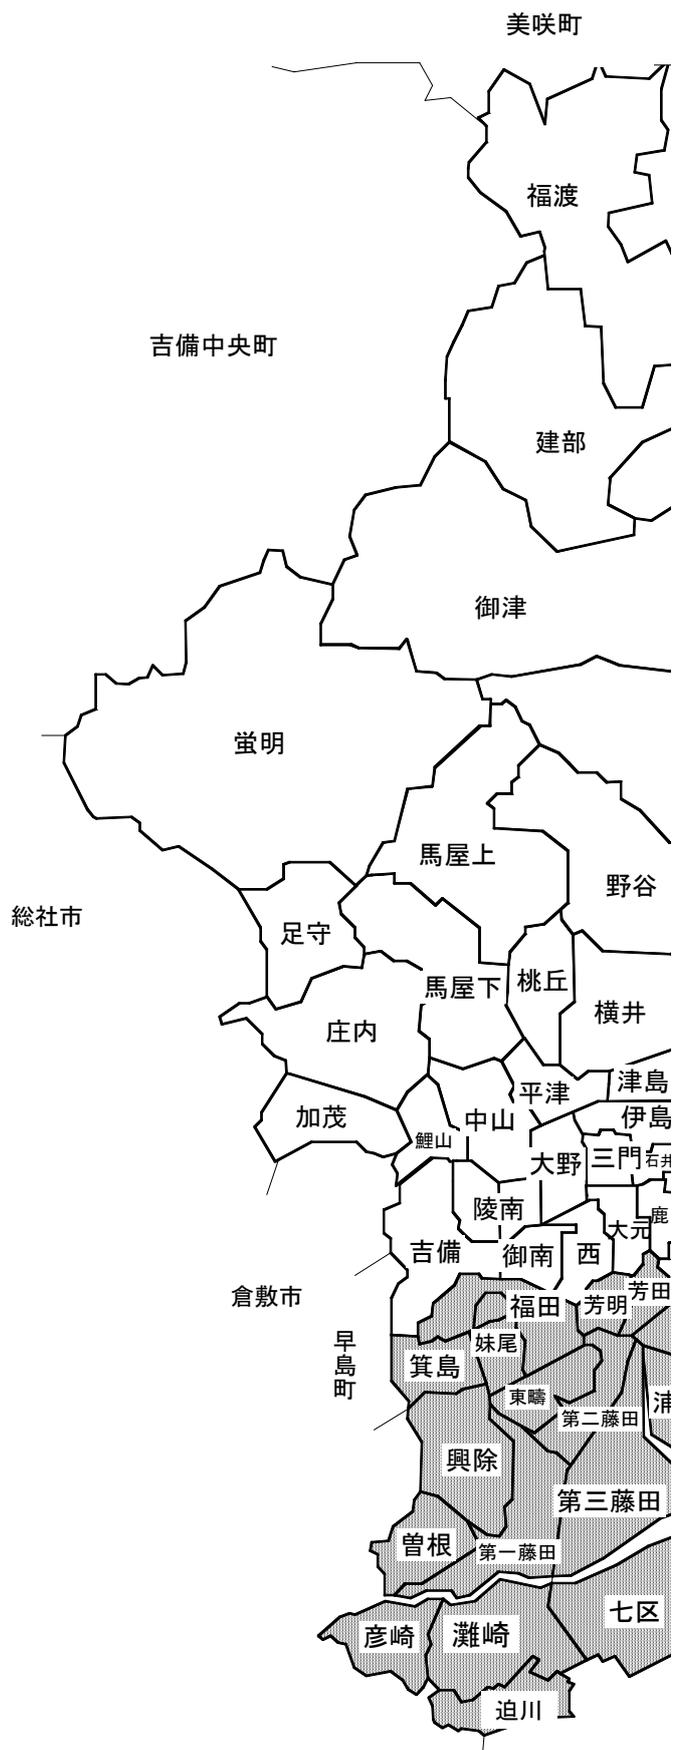 美咲町
福渡
吉備中央町
建部
御津
蛍明
馬屋上
野谷
総社市
足守
桃丘
馬屋下
横井
庄内
津島
平津
加茂
中山
伊島
鯉山
大野
三門
石井
陵南
鹿
大元
吉備
御南
西
倉敷市
福田
芳明
芳田
早島町
妹尾
箕島
東疇
浦
第二藤田
興除
第三藤田
曽根
第一藤田
七区
彦崎
灘崎
迫川